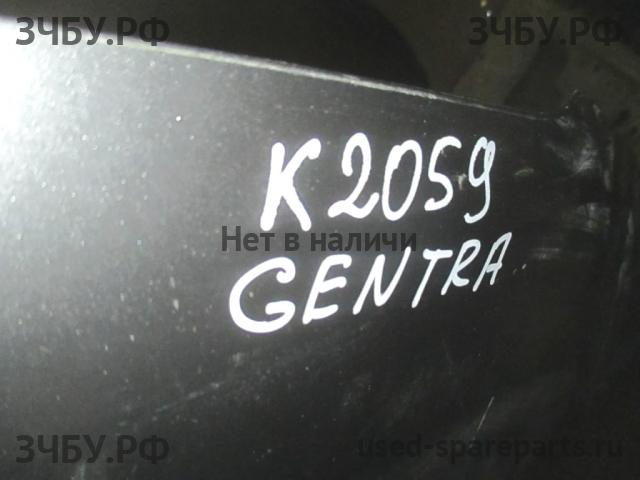 ЗЧБУ.РФ ЗЧБУ.РФ
K2059
Нет в наличи
GENTRA
ЗЧБУ.РФ used-spareparts.ru